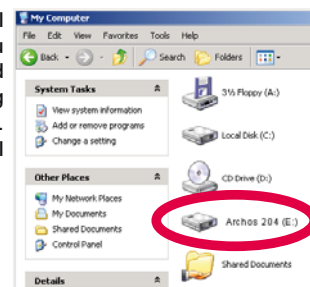 My Computer
File Edit View Favorites Tools Help
Back Search Folders
System Tasks
View system information
Add or remove programs
Change a setting
Other Places
My Network Places
My Documents
Shared Documents
Control Panel
Details
3½ Floppy (A:)
Local Disk (C:)
CD Drive (D:)
Archos 204 (E:)
Shared Documents